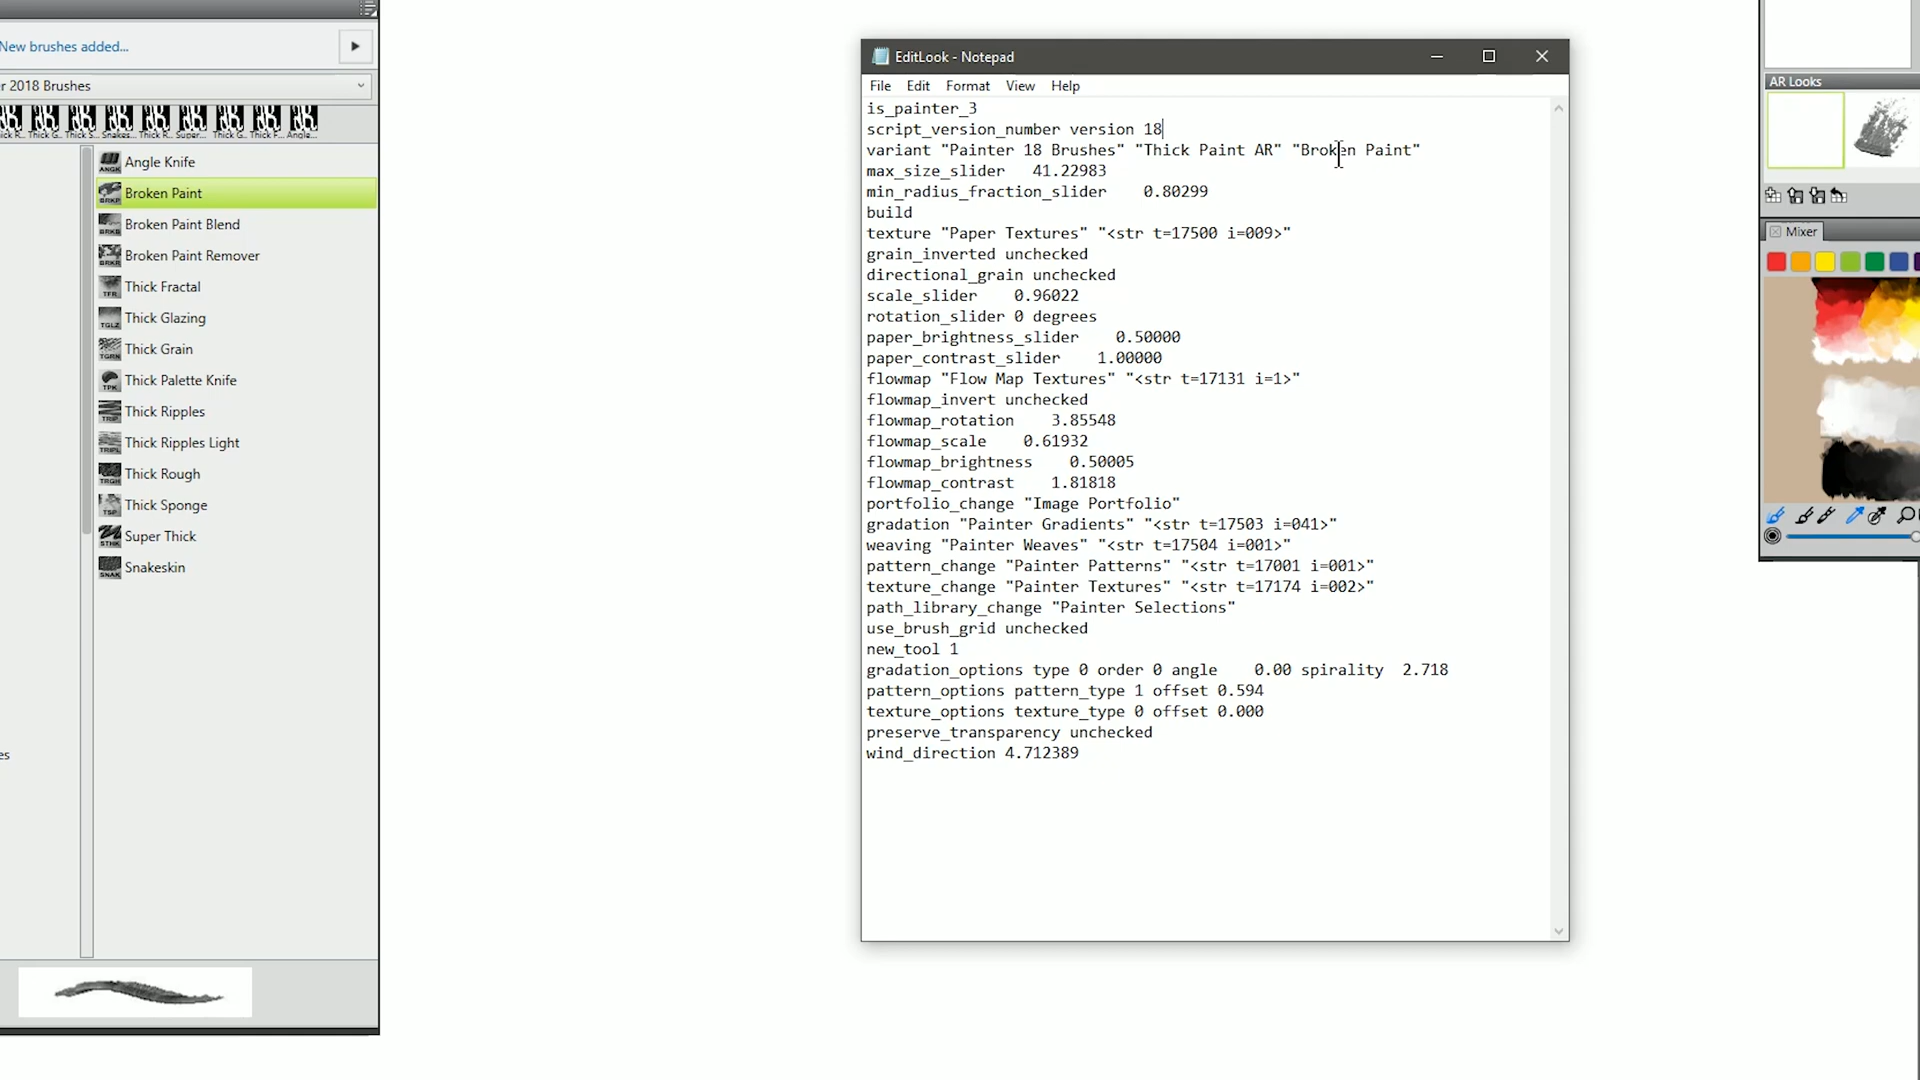 New brushes added...
r 2018 Brushes
Thick G...
Thick S...
Snakes...
Thick R...
Super...
Thick G...
Thick F...
Angle...
Angle Knife
Broken Paint
Broken Paint Blend
Broken Paint Remover
Thick Fractal
Thick Glazing
Thick Grain
Thick Palette Knife
Thick Ripples
Thick Ripples Light
Thick Rough
Thick Sponge
Super Thick
Snakeskin
es
EditLook - Notepad
File Edit Format View Help
is_painter_3
script_version_number version 18
variant "Painter 18 Brushes" "Thick Paint AR" "Broken Paint"
max_size_slider   41.22983
min_radius_fraction_slider    0.80299
build
texture "Paper Textures" "<str t=17500 i=009>"
grain_inverted unchecked
directional_grain unchecked
scale_slider    0.96022
rotation_slider 0 degrees
paper_brightness_slider    0.50000
paper_contrast_slider    1.00000
flowmap "Flow Map Textures" "<str t=17131 i=1>"
flowmap_invert unchecked
flowmap_rotation    3.85548
flowmap_scale    0.61932
flowmap_brightness    0.50005
flowmap_contrast    1.81818
portfolio_change "Image Portfolio"
gradation "Painter Gradients" "<str t=17503 i=041>"
weaving "Painter Weaves" "<str t=17504 i=001>"
pattern_change "Painter Patterns" "<str t=17001 i=001>"
texture_change "Painter Textures" "<str t=17174 i=002>"
path_library_change "Painter Selections"
use_brush_grid unchecked
new_tool 1
gradation_options type 0 order 0 angle    0.00 spirality  2.718
pattern_options pattern_type 1 offset 0.594
texture_options texture_type 0 offset 0.000
preserve_transparency unchecked
wind_direction 4.712389
AR Looks
Mixer